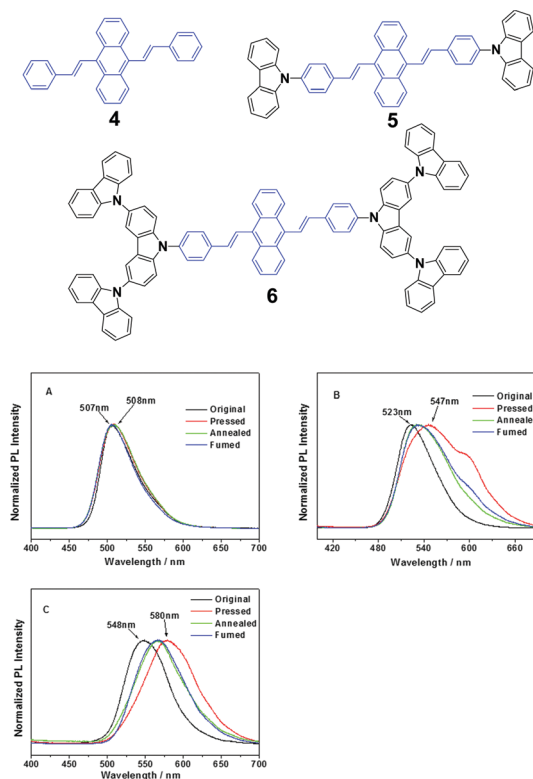 4
N
N
5
N
N
N
N
N
N
6
A
507nm
508nm
Original
Pressed
Annealed
Fumed
Normalized PL Intensity
400 450 500 550 600 650 700
Wavelength / nm
B
523nm
547nm
Original
Pressed
Annealed
Fumed
Normalized PL Intensity
420 480 540 600 660
Wavelength / nm
C
548nm
580nm
Original
Pressed
Annealed
Fumed
Normalized PL Intensity
400 450 500 550 600 650 700
Wavelength / nm